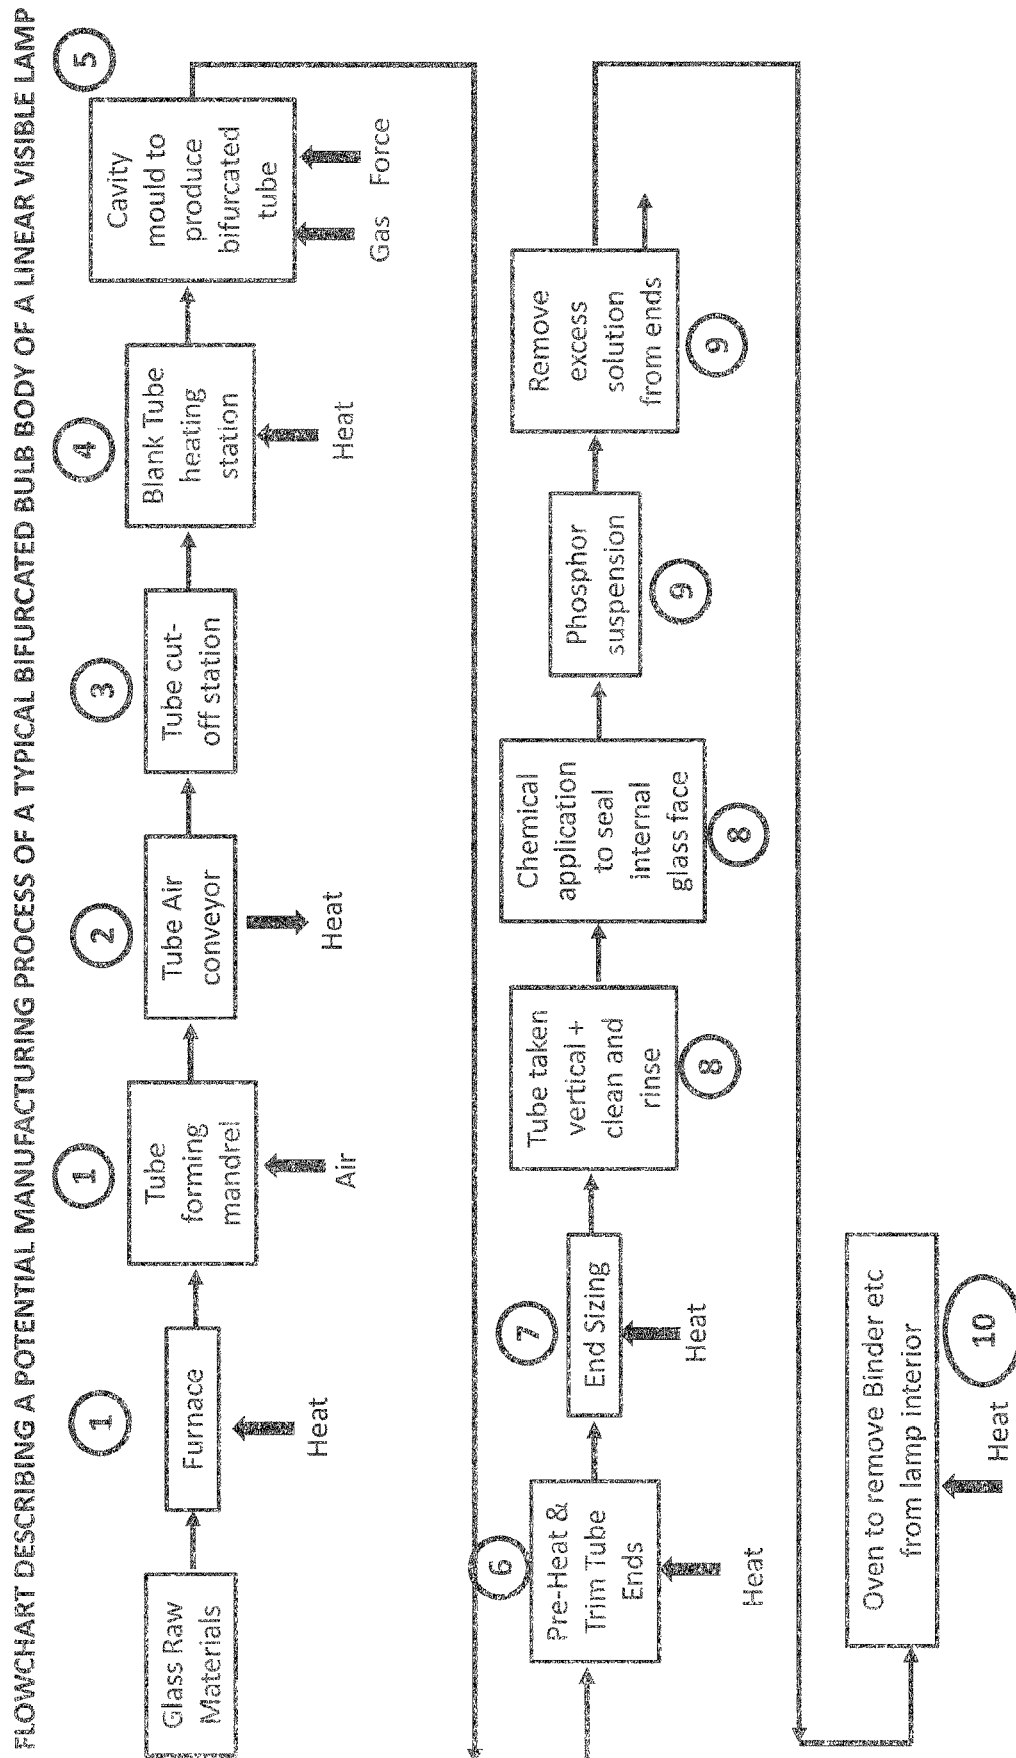 FLOWCHART DESCRIBING A POTENTIAL MANUFACTURING PROCESS OF A TYPICAL BIFURCATED BULB BODY OF A LINEAR VISIBLE LAMP
Glass Raw
Materials
1
Furnace
Heat
1
Tube
forming
mandrel
Air
2
Tube Air
conveyor
Heat
3
Tube cut-
off station
4
Blank Tube
heating
station
Heat
5
Cavity
mould to
produce
bifurcated
tube
Gas
Force
6
Pre-Heat &
Trim Tube
Ends
Heat
7
End Sizing
Heat
Tube taken
vertical +
clean and
rinse
8
Chemical
application
to seal
internal
glass face
8
Phosphor
suspension
9
Remove
excess
solution
from ends
9
Oven to remove Binder etc
from lamp interior
Heat
10